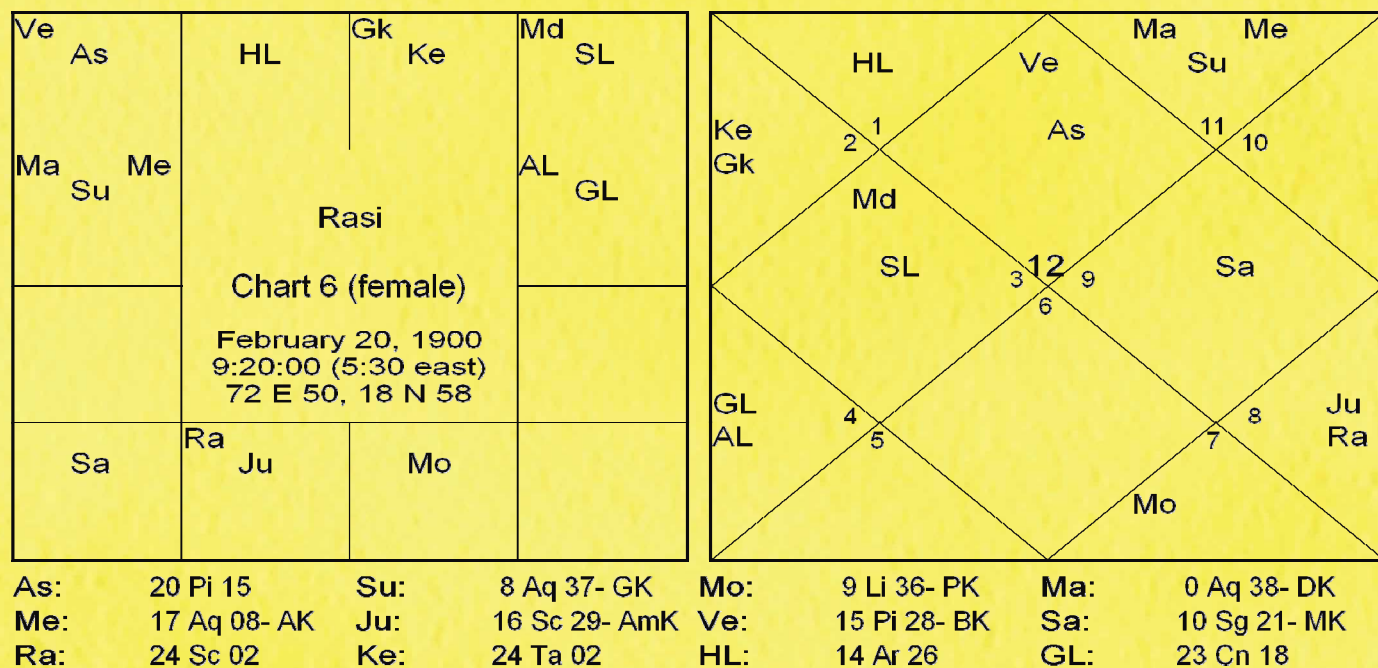 Ve
As
HL
Gk
Ke
Md
SL
Ma Me
Su
AL
GL
Rasi
Chart 6 (female)
February 20, 1900
9:20:00 (5:30 east)
72 E 50, 18 N 58
Sa
Ra
Ju
Mo
Ma Me
HL Ve Su
Ke 2 1 As 11 10
Gk
Md
SL 3 12 9 Sa
6
GL 4 8 Ju
AL 5 7 Ra
Mo
As: 20 Pi 15 Su: 8 Aq 37- GK Mo: 9 Li 36- PK Ma: 0 Aq 38- DK
Me: 17 Aq 08- AK Ju: 16 Sc 29- AmK Ve: 15 Pi 28- BK Sa: 10 Sg 21- MK
Ra: 24 Sc 02 Ke: 24 Ta 02 HL: 14 Ar 26 GL: 23 Cn 18